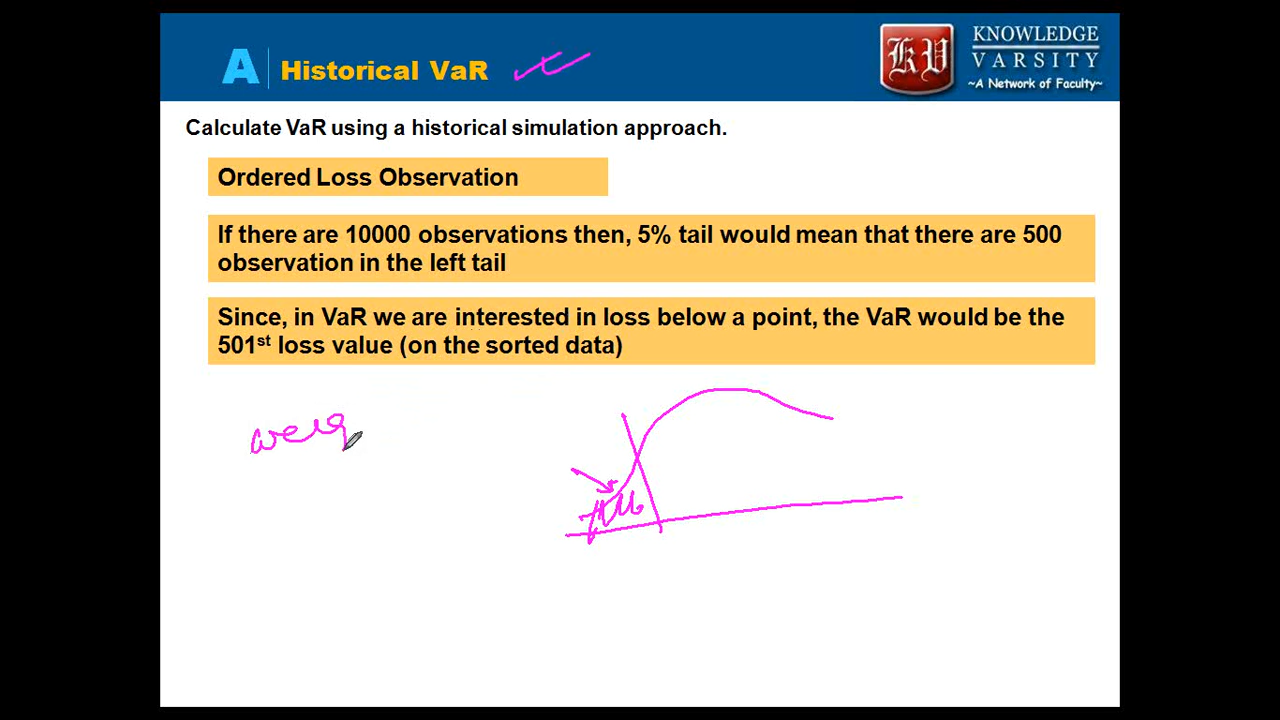 A Historical VaR
KV
KNOWLEDGE
VARSITY
~A Network of Faculty~
Calculate VaR using a historical simulation approach.
Ordered Loss Observation
If there are 10000 observations then, 5% tail would mean that there are 500
observation in the left tail
Since, in VaR we are interested in loss below a point, the VaR would be the
501st loss value (on the sorted data)